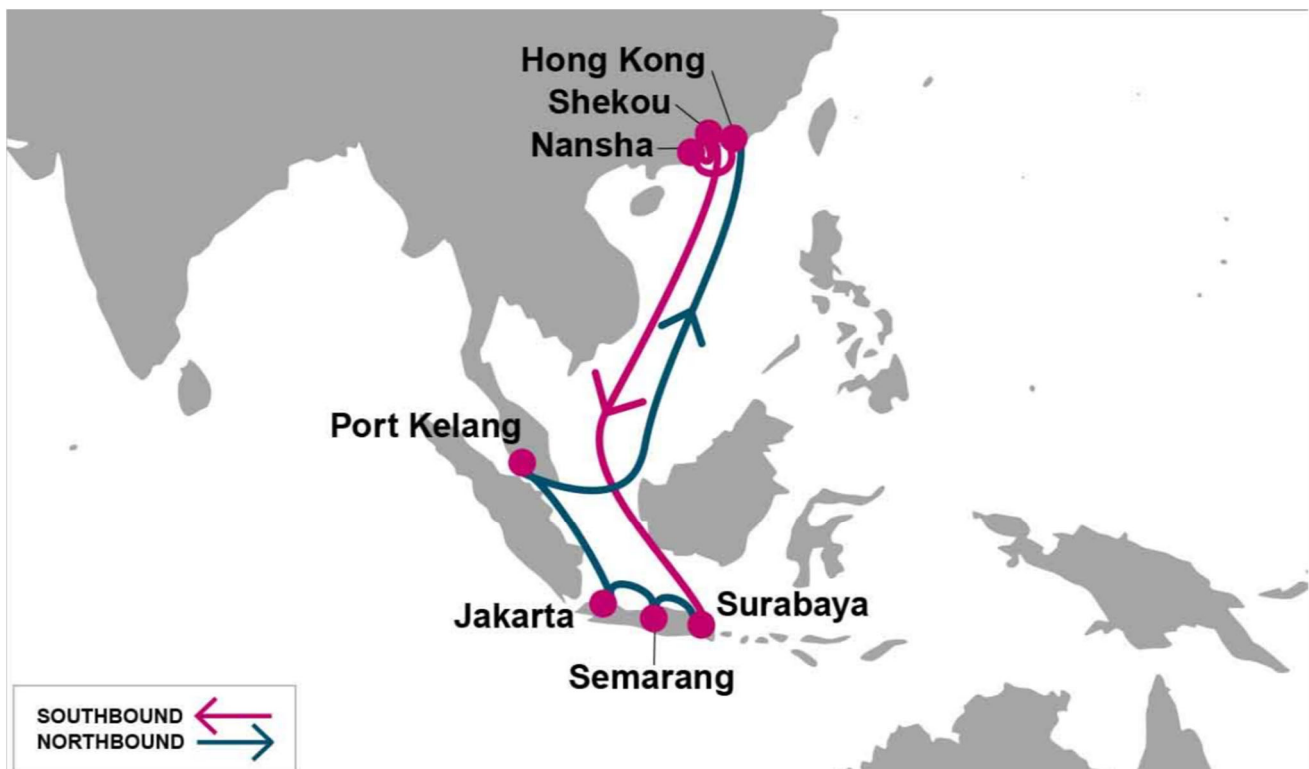 Hong Kong
Shekou
Nansha
Port Kelang
Jakarta
Surabaya
Semarang
SOUTHBOUND
NORTHBOUND